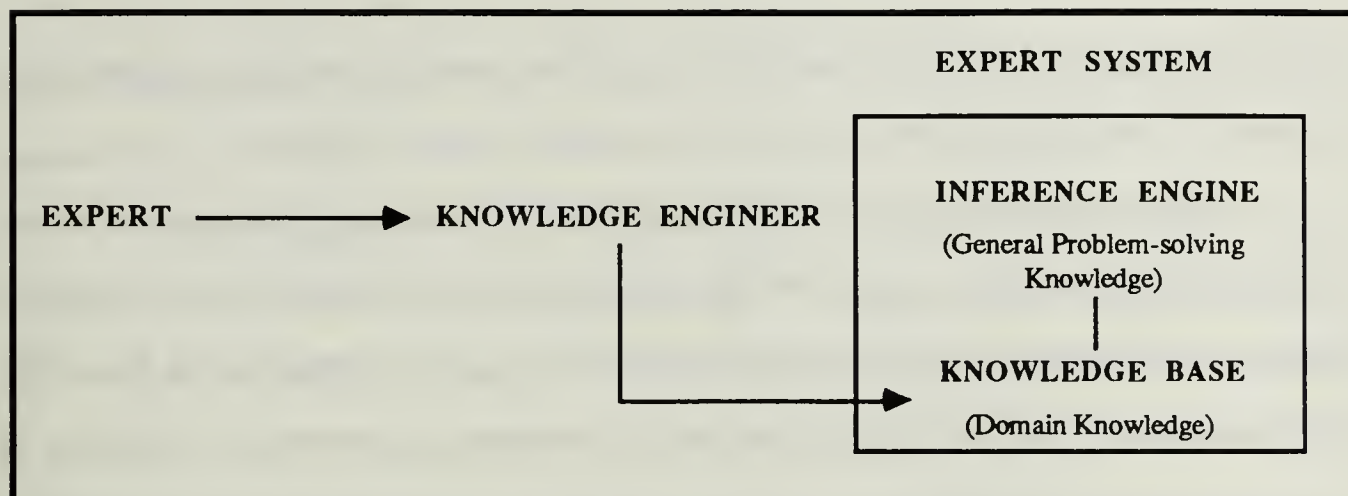 EXPERT SYSTEM
EXPERT
KNOWLEDGE ENGINEER
INFERENCE ENGINE
(General Problem-solving
Knowledge)
KNOWLEDGE BASE
(Domain Knowledge)